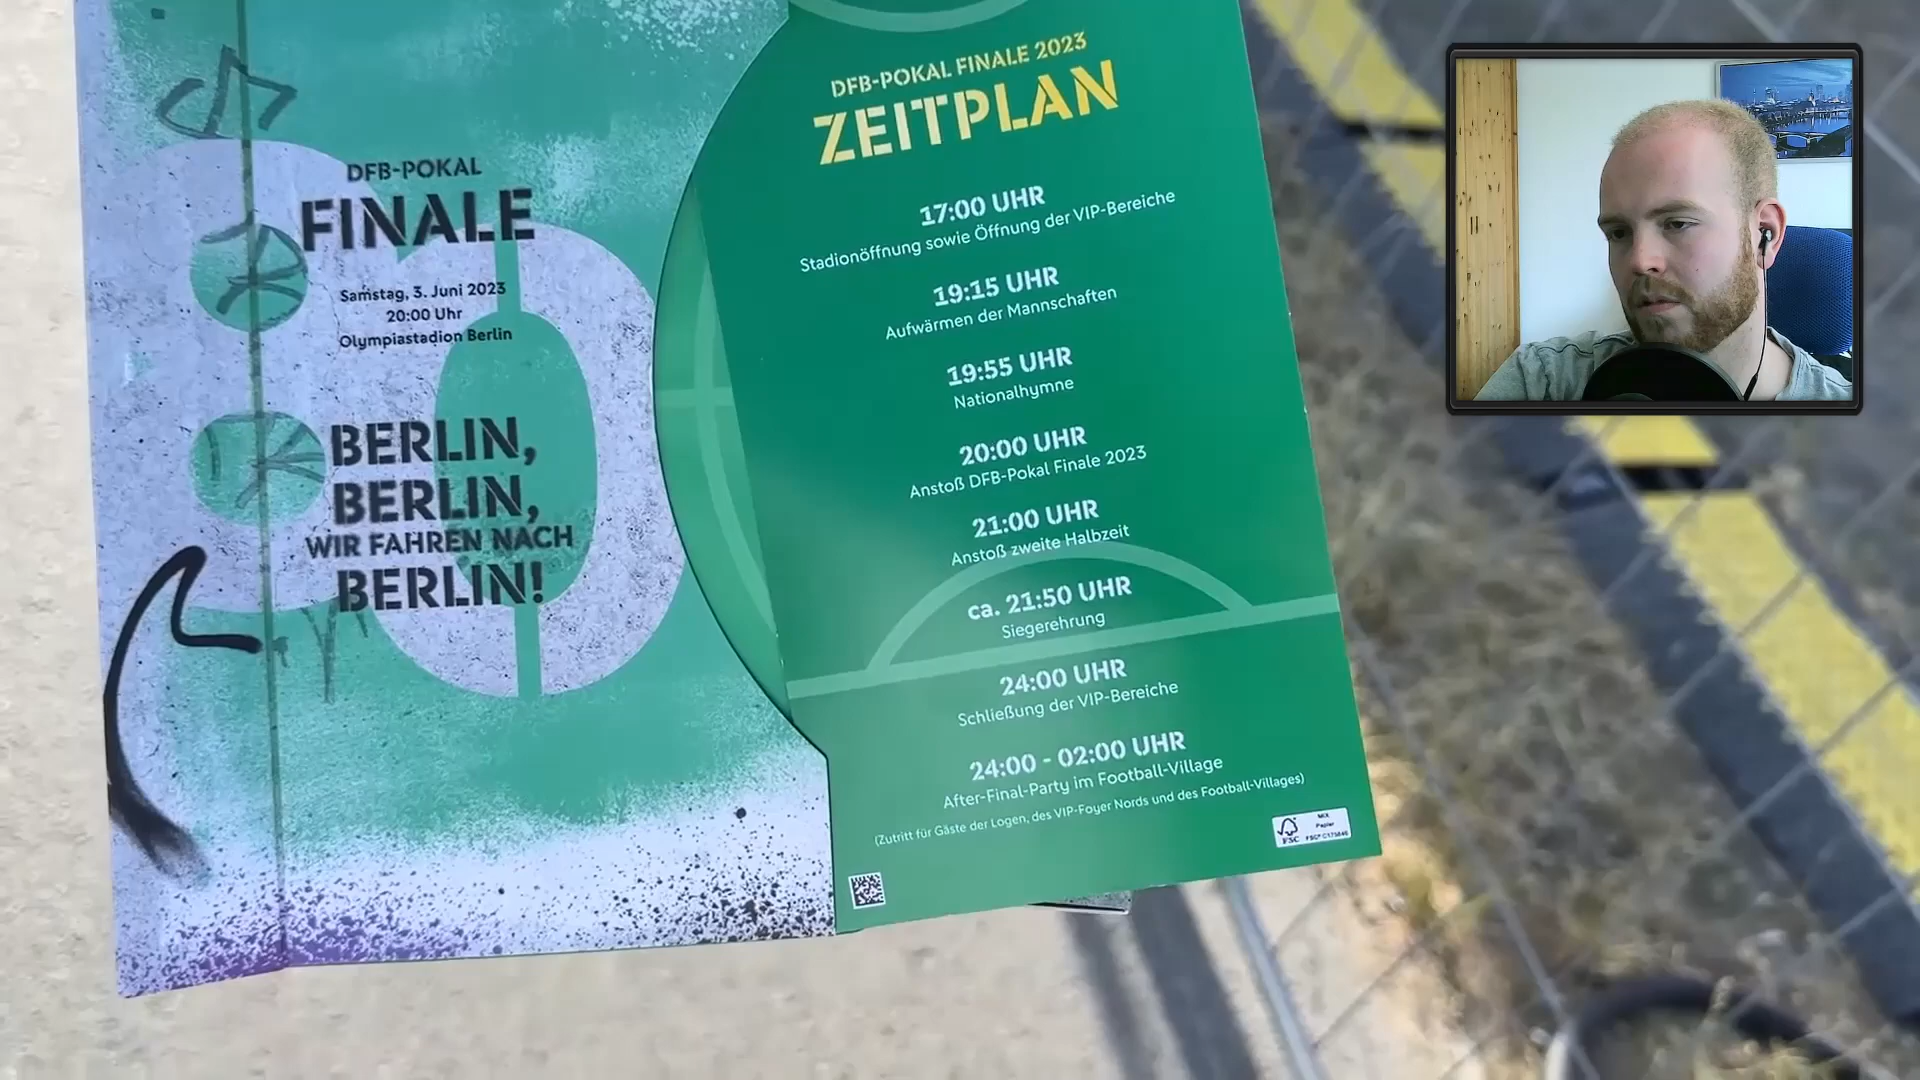 DFB-POKAL
FINALE
Samstag, 3. Juni 2023
20:00 Uhr
Olympiastadion Berlin
BERLIN,
BERLIN,
WIR FAHREN NACH
BERLIN!
DFB-POKAL FINALE 2023
ZEITPLAN
17:00 UHR
Stadionöffnung sowie Öffnung der VIP-Bereiche
19:15 UHR
Aufwärmen der Mannschaften
19:55 UHR
Nationalhymne
20:00 UHR
Anstoß DFB-Pokal Finale 2023
21:00 UHR
Anstoß zweite Halbzeit
ca. 21:50 UHR
Siegerehrung
24:00 UHR
Schließung der VIP-Bereiche
24:00 - 02:00 UHR
After-Final-Party im Football-Village
(Zutritt für Gäste der Logen, des VIP-Foyer Nords und des Football-Villages)
MIX
Papier
FSC